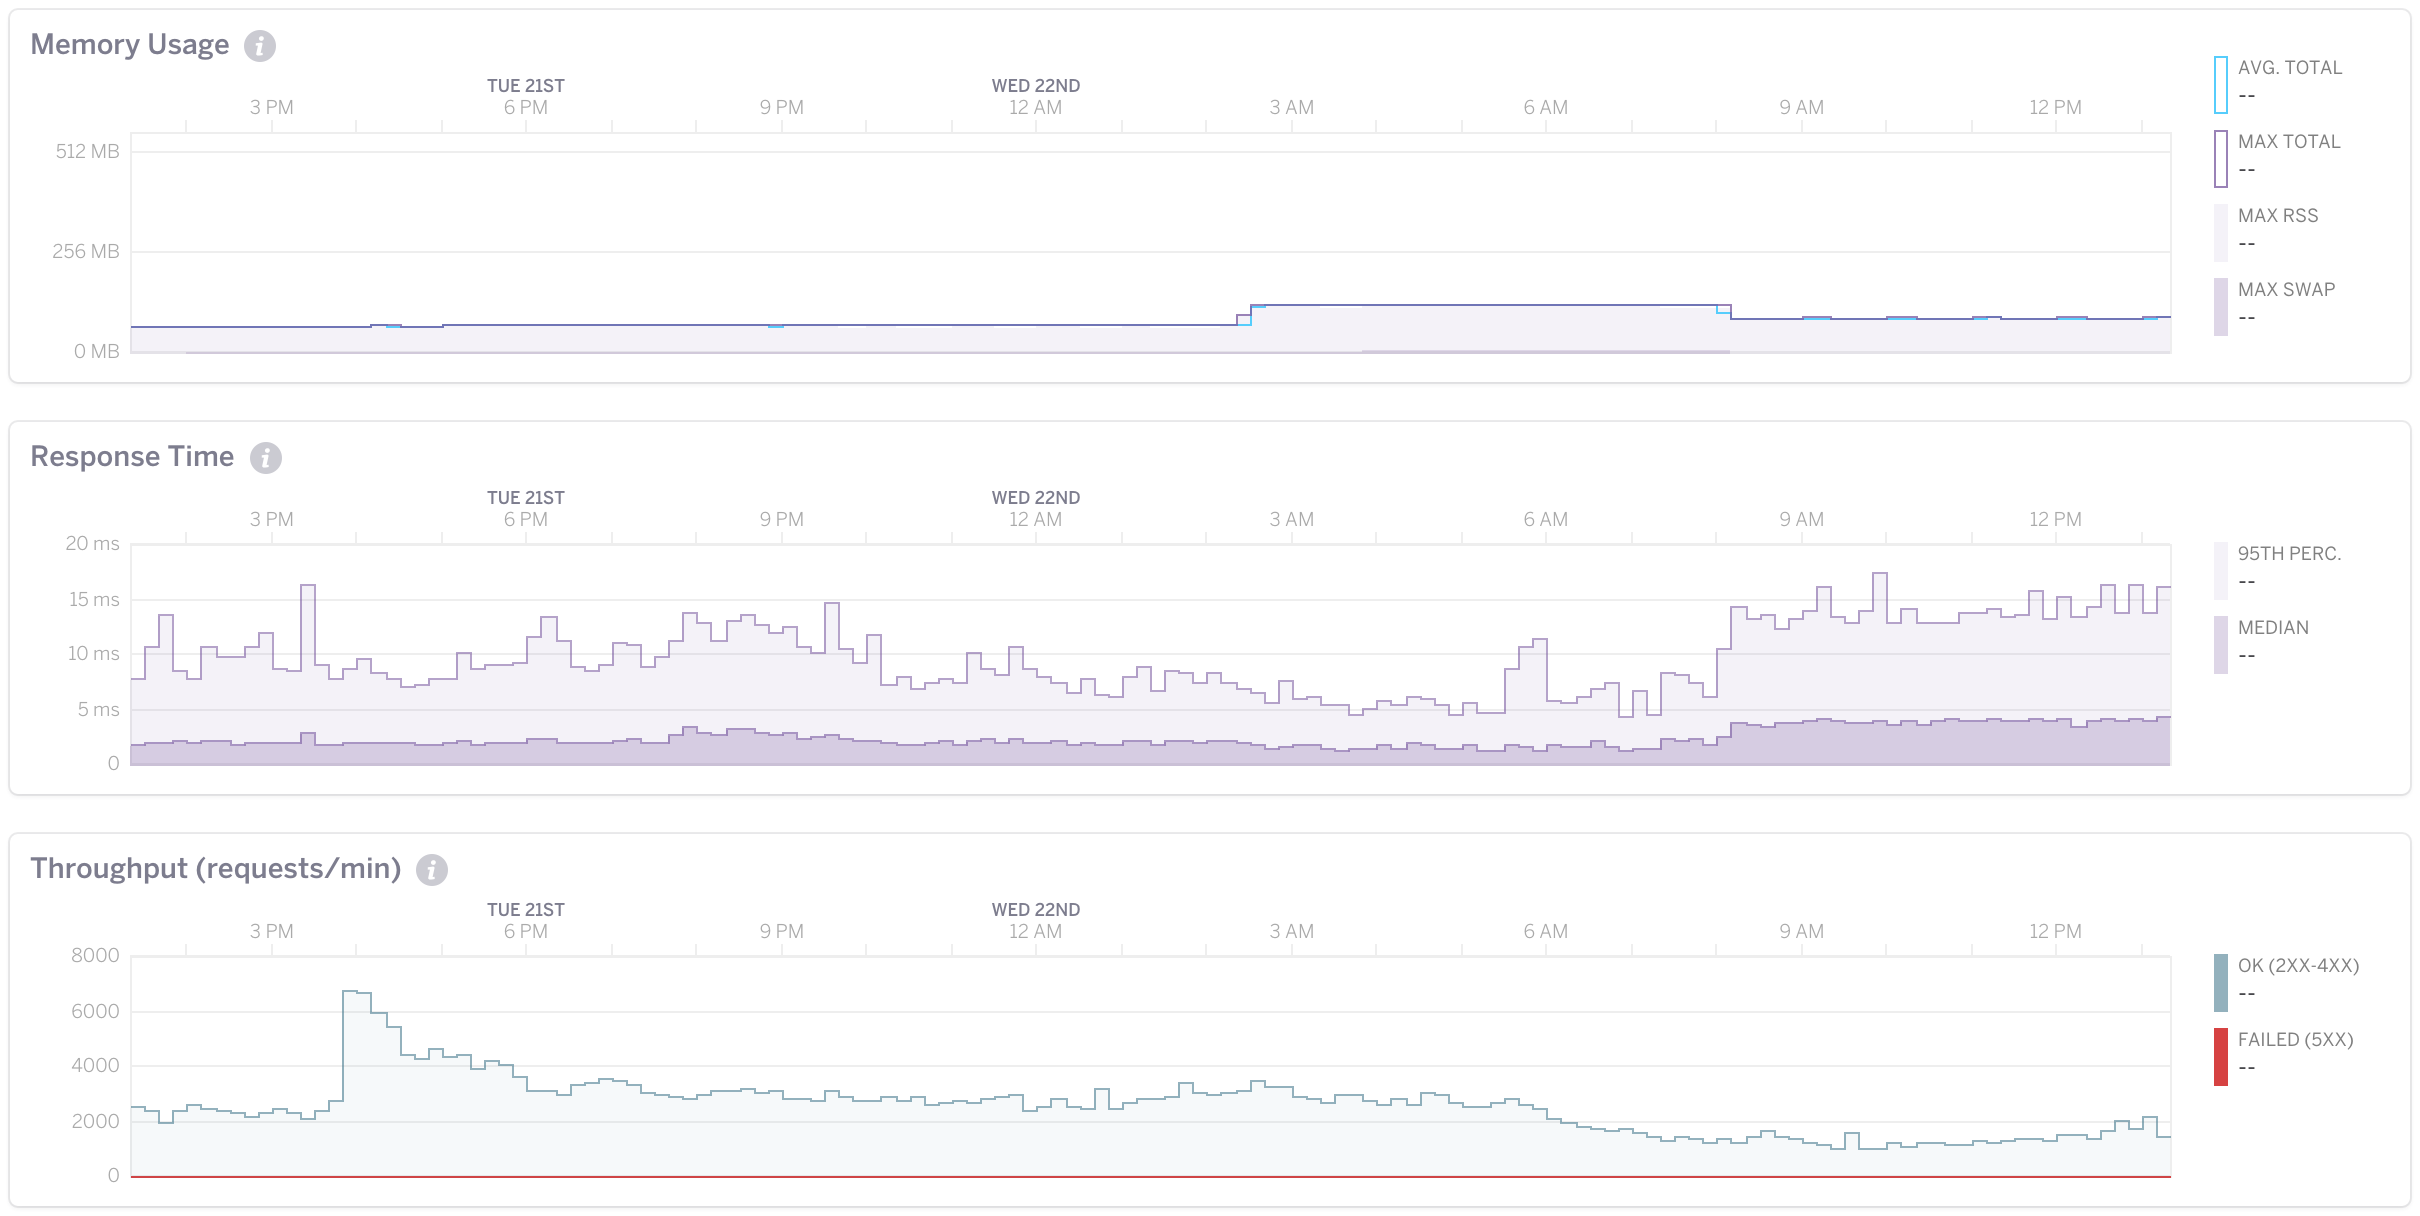 Memory Usage i
TUE 21ST WED 22ND
3 PM 6 PM 9 PM 12 AM 3 AM 6 AM 9 AM 12 PM
512 MB
256 MB
0 MB
AVG. TOTAL
--
MAX TOTAL
--
MAX RSS
--
MAX SWAP
--
Response Time i
TUE 21ST WED 22ND
3 PM 6 PM 9 PM 12 AM 3 AM 6 AM 9 AM 12 PM
20 ms
15 ms
10 ms
5 ms
0
95TH PERC.
--
MEDIAN
--
Throughput (requests/min) i
TUE 21ST WED 22ND
3 PM 6 PM 9 PM 12 AM 3 AM 6 AM 9 AM 12 PM
8000
6000
4000
2000
0
OK (2XX-4XX)
--
FAILED (5XX)
--